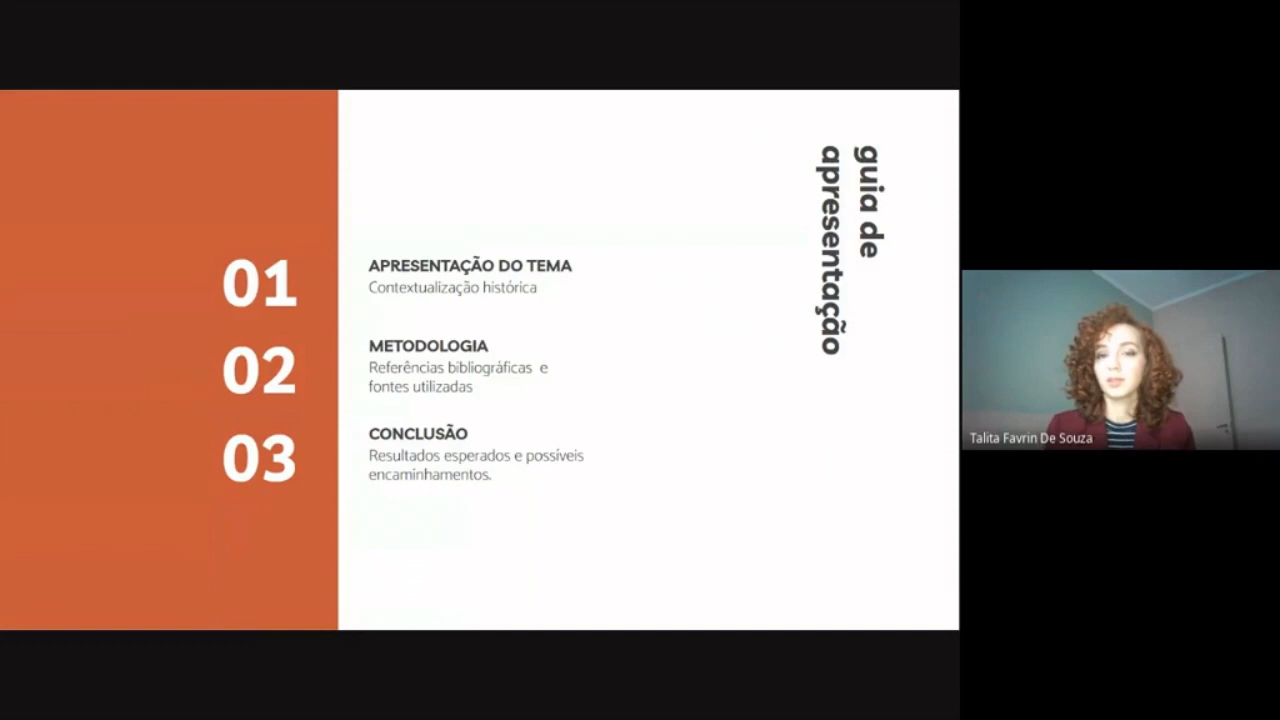 guia de
apresentação
01
APRESENTAÇÃO DO TEMA
Contextualização histórica
02
METODOLOGIA
Referências bibliográficas e
fontes utilizadas
03
CONCLUSÃO
Resultados esperados e possíveis
encaminhamentos.
Talita Favrin De Souza